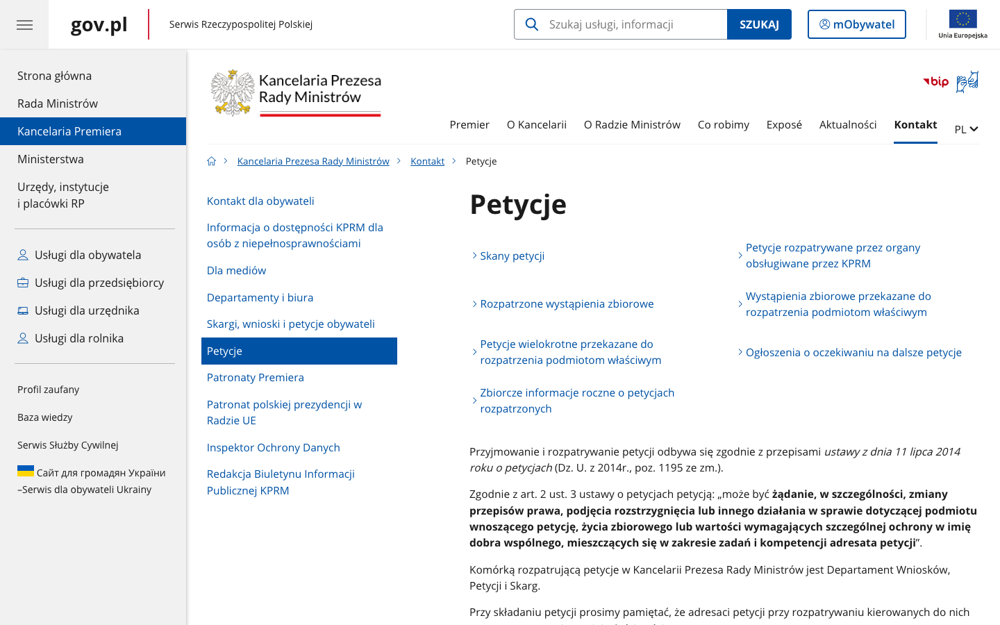 gov.pl
Serwis Rzeczypospolitej Polskiej
Szukaj usługi, informacji
SZUKAJ
mObywatel
Unia Europejska
Strona główna
Rada Ministrów
Kancelaria Premiera
Ministerstwa
Urzędy, instytucje
i placówki RP
Usługi dla obywatela
Usługi dla przedsiębiorcy
Usługi dla urzędnika
Usługi dla rolnika
Profil zaufany
Baza wiedzy
Serwis Służby Cywilnej
Сайт для громадян України
–Serwis dla obywateli Ukrainy
Kancelaria Prezesa
Rady Ministrów
bip
Premier
O Kancelarii
O Radzie Ministrów
Co robimy
Exposé
Aktualności
Kontakt
PL
Kancelaria Prezesa Rady Ministrów
Kontakt
Petycje
Kontakt dla obywateli
Informacja o dostępności KPRM dla
osób z niepełnosprawnościami
Dla mediów
Departamenty i biura
Skargi, wnioski i petycje obywateli
Petycje
Patronaty Premiera
Patronat polskiej prezydencji w
Radzie UE
Inspektor Ochrony Danych
Redakcja Biuletynu Informacji
Publicznej KPRM
Petycje
Skany petycji
Petycje rozpatrywane przez organy
obsługiwane przez KPRM
Rozpatrzone wystąpienia zbiorowe
Wystąpienia zbiorowe przekazane do
rozpatrzenia podmiotom właściwym
Petycje wielokrotne przekazane do
rozpatrzenia podmiotom właściwym
Ogłoszenia o oczekiwaniu na dalsze petycje
Zbiorcze informacje roczne o petycjach
rozpatrzonych
Przyjmowanie i rozpatrywanie petycji odbywa się zgodnie z przepisami ustawy z dnia 11 lipca 2014
roku o petycjach (Dz. U. z 2014r., poz. 1195 ze zm.).
Zgodnie z art. 2 ust. 3 ustawy o petycjach petycją: „może być żądanie, w szczególności, zmiany
przepisów prawa, podjęcia rozstrzygnięcia lub innego działania w sprawie dotyczącej podmiotu
wnoszącego petycję, życia zbiorowego lub wartości wymagających szczególnej ochrony w imię
dobra wspólnego, mieszczących się w zakresie zadań i kompetencji adresata petycji”.
Komórką rozpatrującą petycje w Kancelarii Prezesa Rady Ministrów jest Departament Wniosków,
Petycji i Skarg.
Przy składaniu petycji prosimy pamiętać, że adresaci petycji przy rozpatrywaniu kierowanych do nich